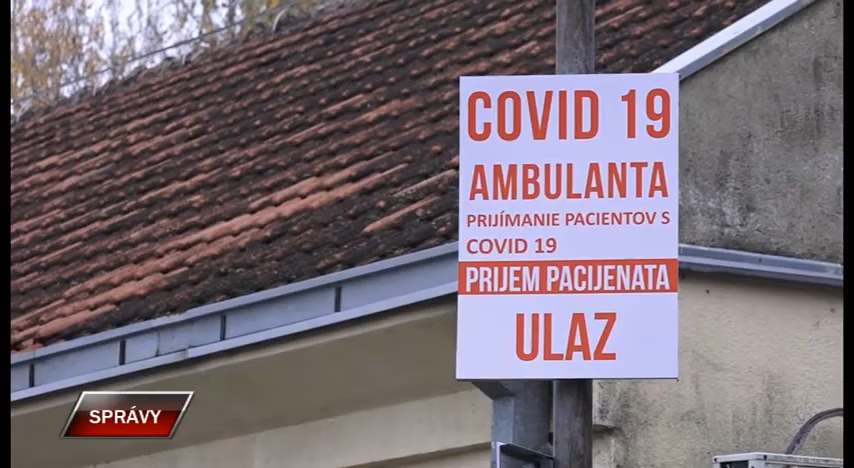 COVID 19
AMBULANTA
PRIJÍMANIE PACIENTOV S
COVID 19
PRIJEM PACIJENATA
ULAZ
SPRÁVY